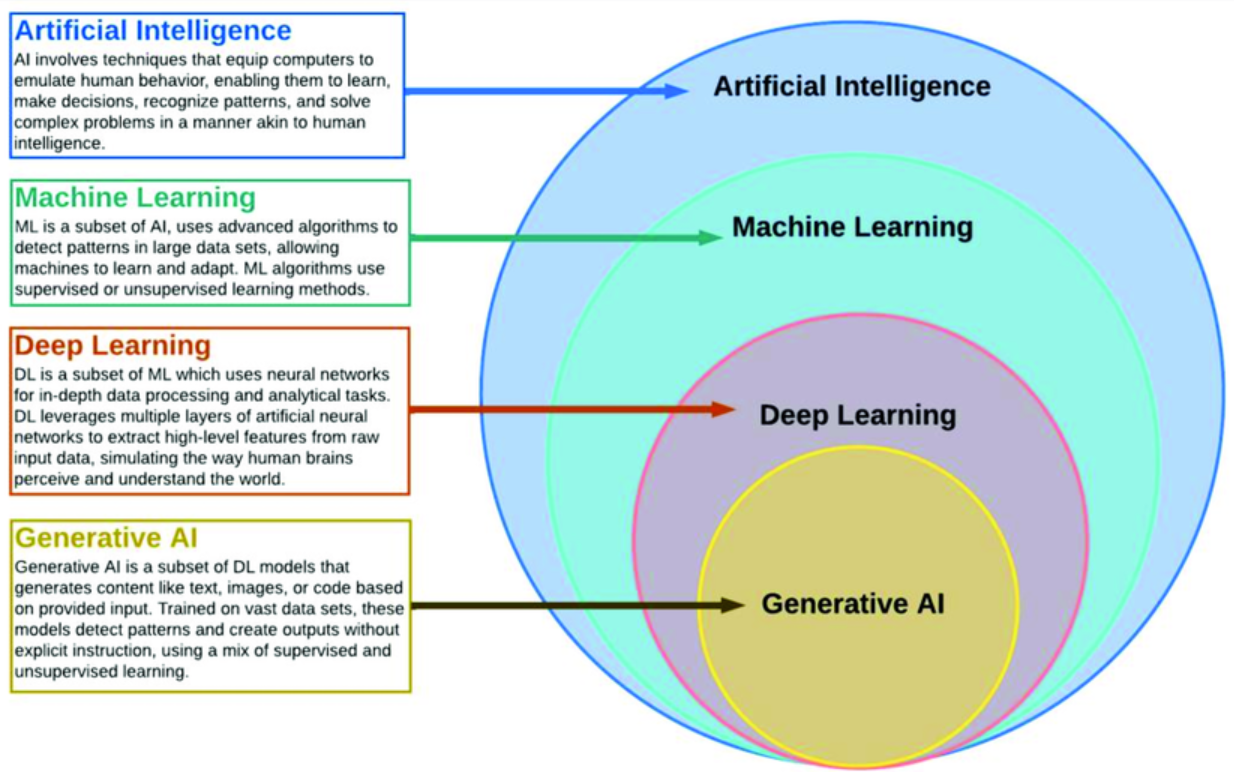 Artificial Intelligence
AI involves techniques that equip computers to
emulate human behavior, enabling them to learn,
make decisions, recognize patterns, and solve
complex problems in a manner akin to human
intelligence.
Machine Learning
ML is a subset of AI, uses advanced algorithms to
detect patterns in large data sets, allowing
machines to learn and adapt. ML algorithms use
supervised or unsupervised learning methods.
Deep Learning
DL is a subset of ML which uses neural networks
for in-depth data processing and analytical tasks.
DL leverages multiple layers of artificial neural
networks to extract high-level features from raw
input data, simulating the way human brains
perceive and understand the world.
Generative AI
Generative AI is a subset of DL models that
generates content like text, images, or code based
on provided input. Trained on vast data sets, these
models detect patterns and create outputs without
explicit instruction, using a mix of supervised and
unsupervised learning.
Artificial Intelligence
Machine Learning
Deep Learning
Generative AI